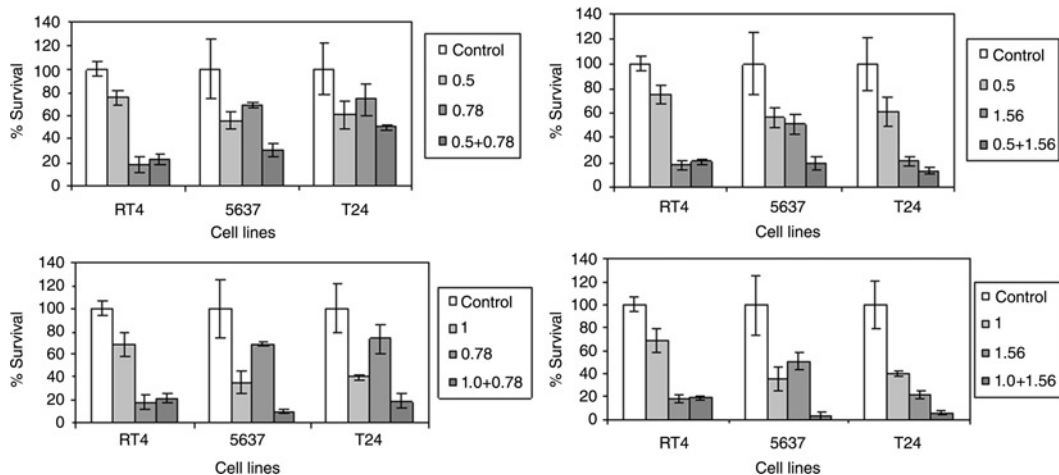 % Survival
140
120
100
80
60
40
20
0
RT4
5637
T24
Cell lines
Control
0.5
0.78
0.5+0.78
% Survival
140
120
100
80
60
40
20
0
RT4
5637
T24
Cell lines
Control
0.5
1.56
0.5+1.56
% Survival
140
120
100
80
60
40
20
0
RT4
5637
T24
Cell lines
Control
1
0.78
1.0+0.78
% Survival
140
120
100
80
60
40
20
0
RT4
5637
T24
Cell lines
Control
1
1.56
1.0+1.56